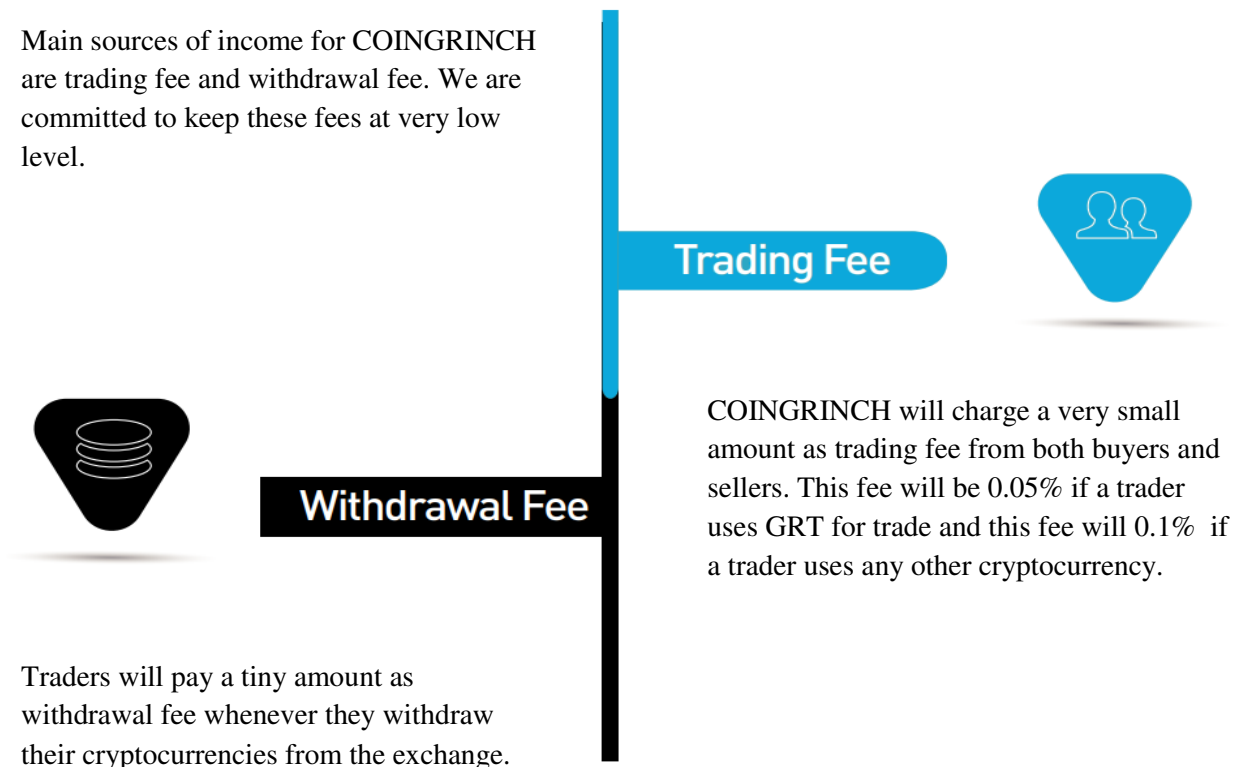 Main sources of income for COINGRINCH
are trading fee and withdrawal fee. We are
committed to keep these fees at very low
level.
Trading Fee
COINGRINCH will charge a very small
amount as trading fee from both buyers and
sellers. This fee will be 0.05% if a trader
uses GRT for trade and this fee will 0.1% if
a trader uses any other cryptocurrency.
Withdrawal Fee
Traders will pay a tiny amount as
withdrawal fee whenever they withdraw
their cryptocurrencies from the exchange.